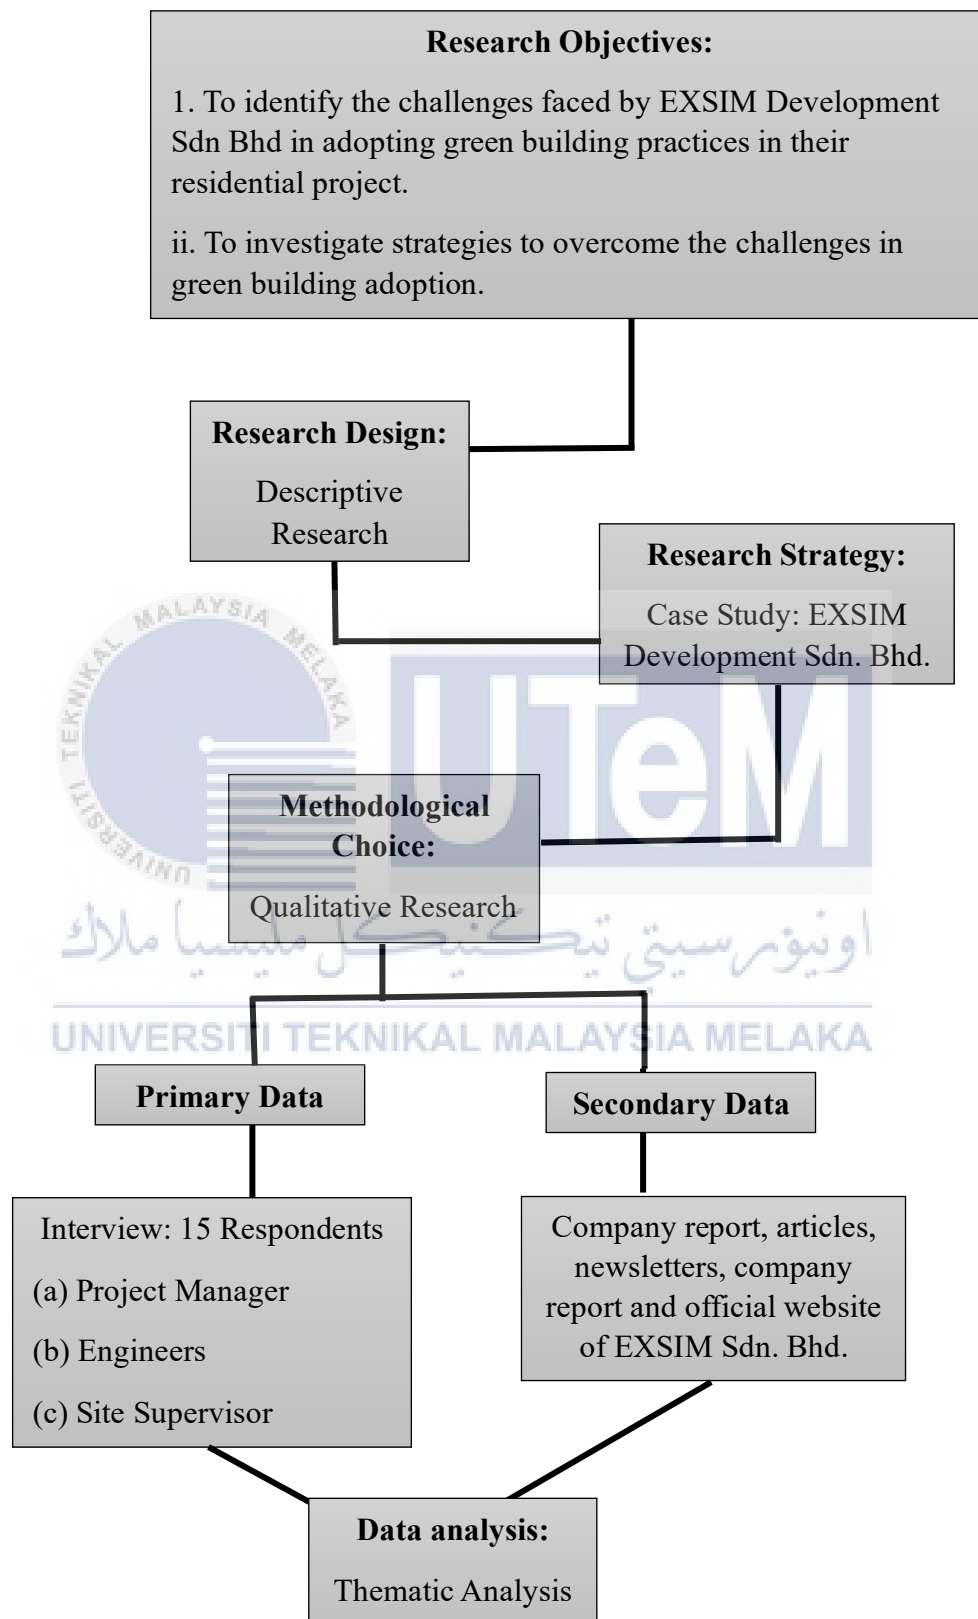 Research Objectives:
1. To identify the challenges faced by EXSIM Development
Sdn Bhd in adopting green building practices in their
residential project.
ii. To investigate strategies to overcome the challenges in
green building adoption.
Research Design:
Descriptive
Research
Research Strategy:
Case Study: EXSIM
Development Sdn. Bhd.
UNIVERSITI TEKNIKAL MALAYSIA MELAKA
UTeM
Methodological
Choice:
Qualitative Research
اونيۏرسيتي تيكنيكل مليسيا ملاك
UNIVERSITI TEKNIKAL MALAYSIA MELAKA
Primary Data
Secondary Data
Interview: 15 Respondents
(a) Project Manager
(b) Engineers
(c) Site Supervisor
Company report, articles,
newsletters, company
report and official website
of EXSIM Sdn. Bhd.
Data analysis:
Thematic Analysis